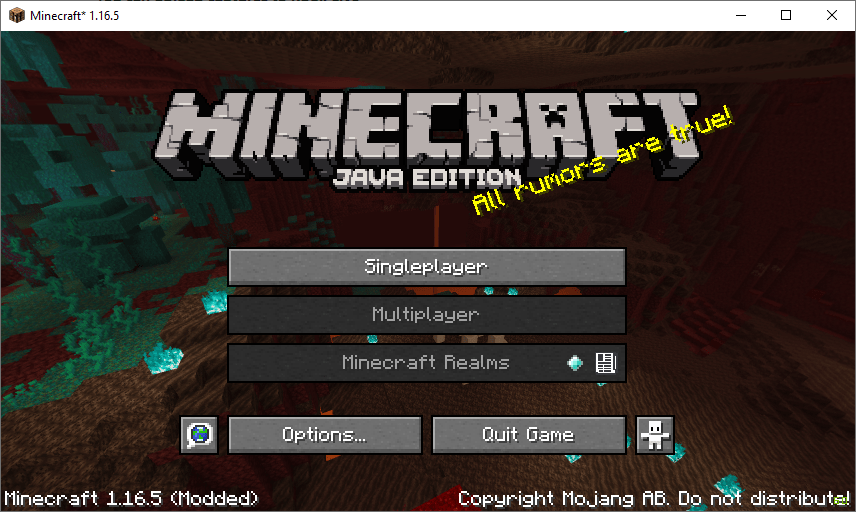 Minecraft* 1.16.5
MINECRAFT
JAVA EDITION
All rumors are true!
Singleplayer
Multiplayer
Minecraft Realms
Options...
Quit Game
Minecraft 1.16.5 (Modded)
Copyright Mojang AB. Do not distribute!